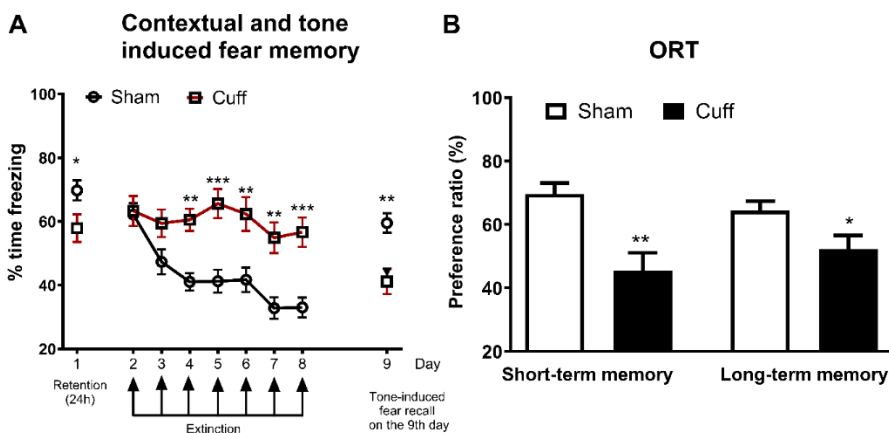 A
Contextual and tone
induced fear memory
Sham
Cuff
% time freezing
100
80
60
40
20
*
**
***
**
**
***
**
1
2
3
4
5
6
7
8
9
Day
Retention
(24h)
Extinction
Tone-induced
fear recall
on the 9th day
B
ORT
Sham
Cuff
Preference ratio (%)
100
80
60
40
20
**
*
Short-term memory
Long-term memory